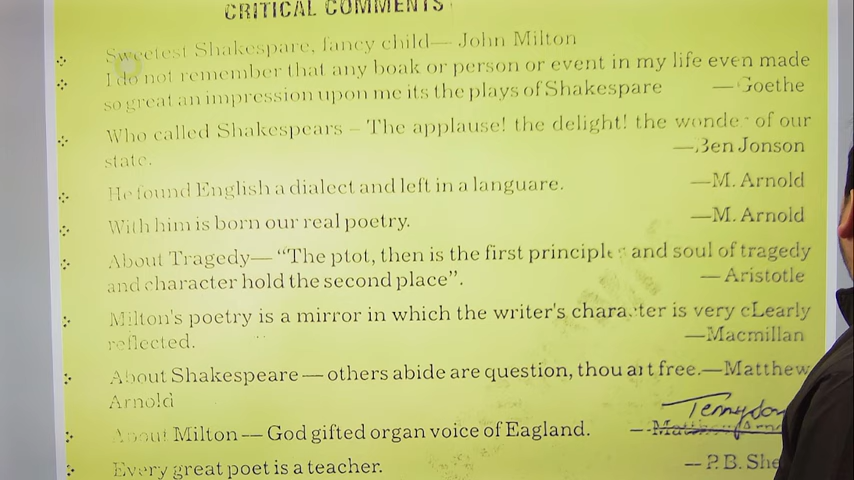 CRITICAL COMMENTS
Sweetest Shakespare, fancy child— John Milton
I do not remember that any boak or person or event in my life even made
so great an impression upon me its the plays of Shakespare — Goethe
Who called Shakespears – The applause! the delight! the wonder of our
state. —Ben Jonson
He found English a dialect and left in a languare. —M. Arnold
With him is born our real poetry. —M. Arnold
About Tragedy— “The ptot, then is the first principle and soul of tragedy
and character hold the second place”. — Aristotle
Milton's poetry is a mirror in which the writer's character is very cLearly
reflected. —Macmillan
About Shakespeare — others abide are question, thou art free.—Matthew
Arnold
Tennyson
About Milton — God gifted organ voice of Eagland. —
Every great poet is a teacher. — P.B. She